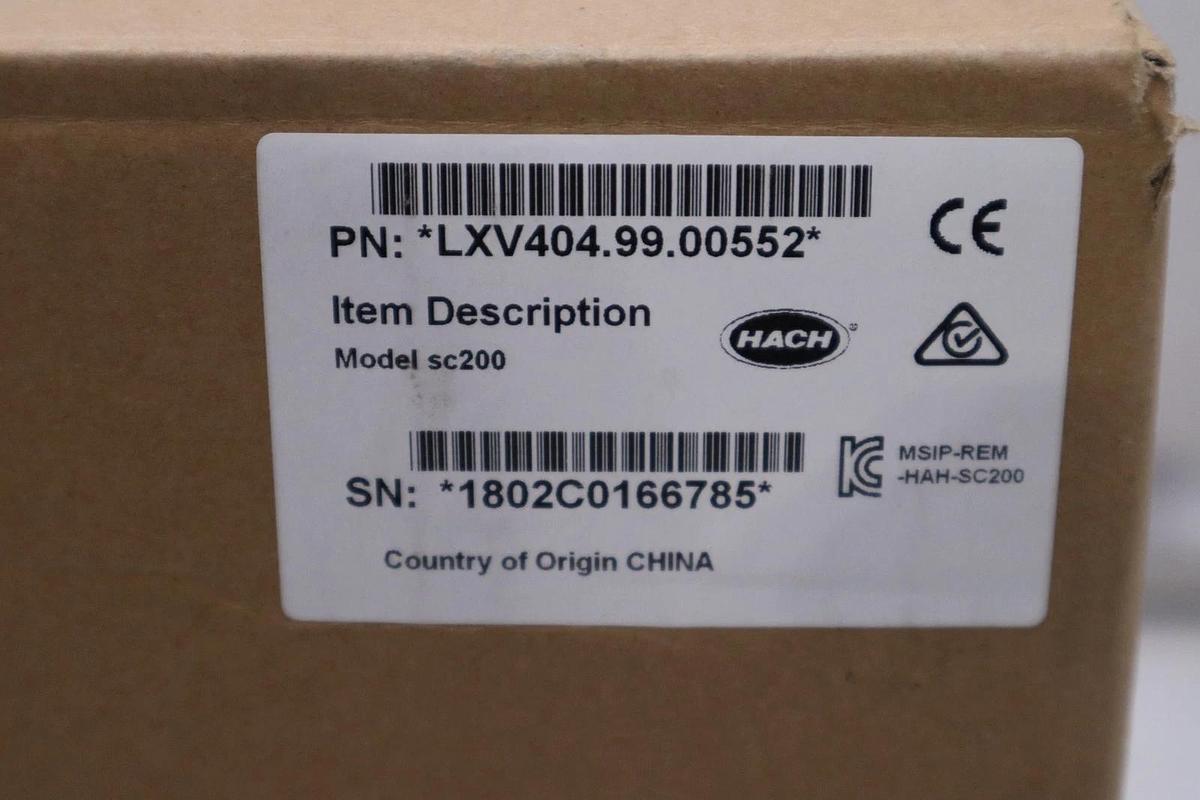 PN: *LXV404.99.00552*
CE
Item Description
Model sc200
HACH®
SN: *1802C0166785*
MSIP-REM
-HAH-SC200
Country of Origin CHINA